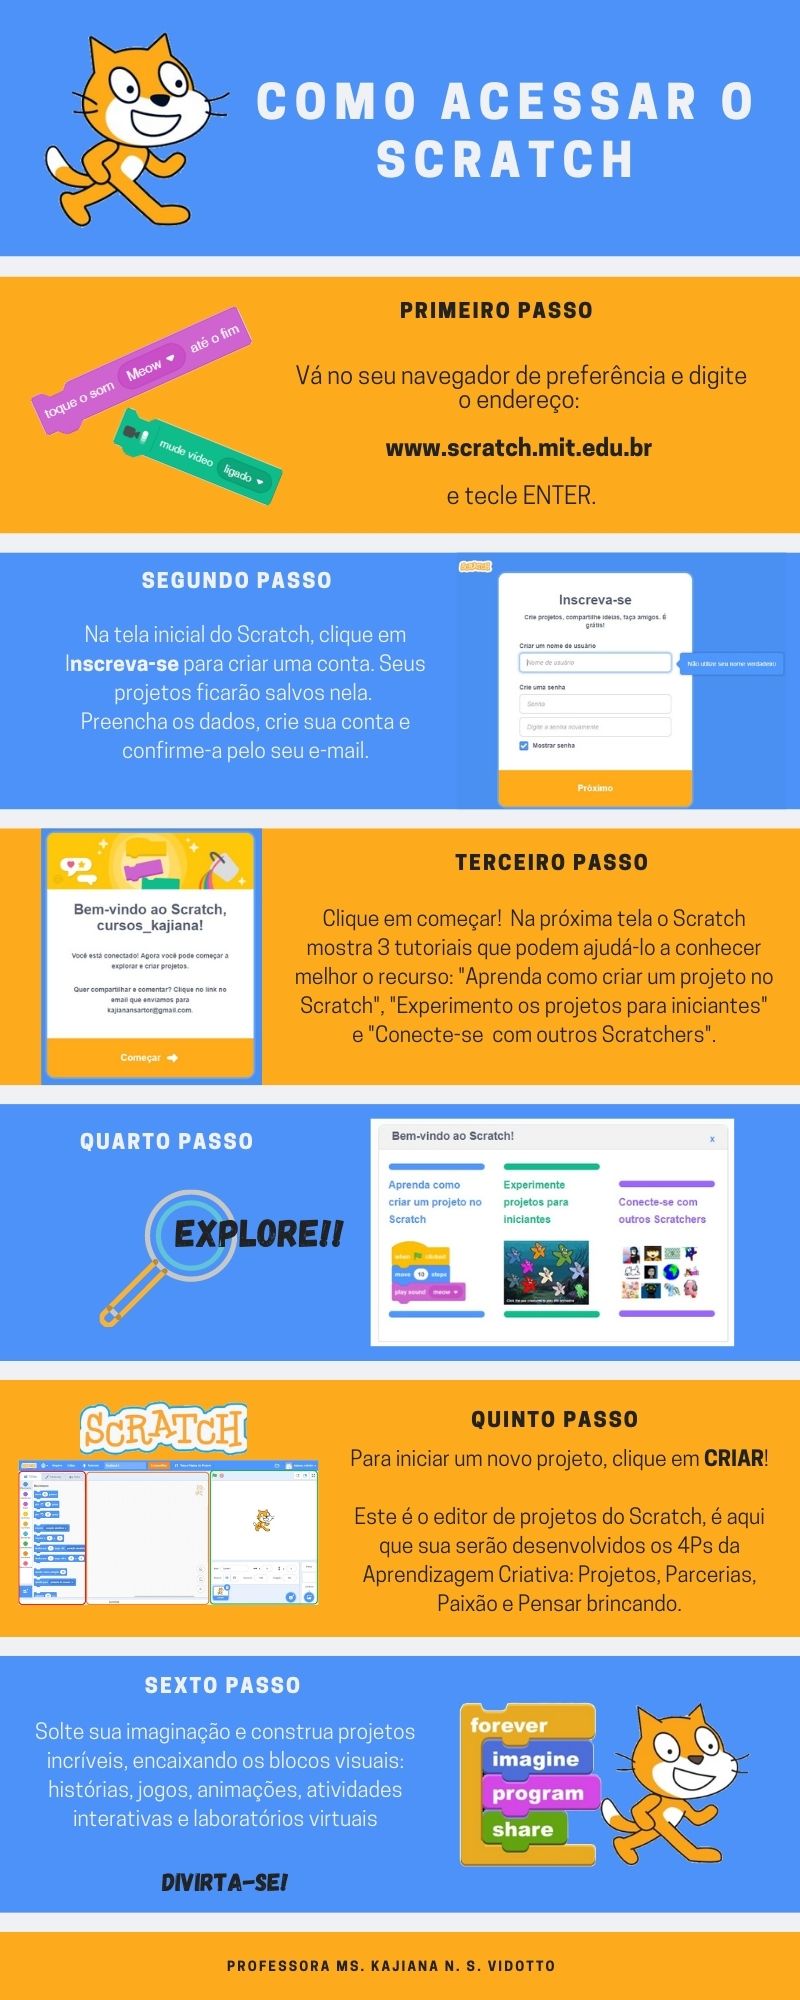 COMO ACESSAR O
SCRATCH
toque o som Meow até o fim
mude vídeo ligado
PRIMEIRO PASSO
Vá no seu navegador de preferência e digite
o endereço:
www.scratch.mit.edu.br
e tecle ENTER.
SEGUNDO PASSO
Na tela inicial do Scratch, clique em
Inscreva-se para criar uma conta. Seus
projetos ficarão salvos nela.
Preencha os dados, crie sua conta e
confirme-a pelo seu e-mail.
SCRATCH
Inscreva-se
Crie projetos, compartilhe ideias, faça amigos. É
grátis!
Criar um nome de usuário
Nome de usuário
Não utilize seu nome verdadeiro
Crie uma senha
Senha
Digite a senha novamente
Mostrar senha
Próximo
Bem-vindo ao Scratch,
cursos_kajiana!
Você está conectado! Agora você pode começar a
explorar e criar projetos.
Quer compartilhar e comentar? Clique no link no
email que enviamos para
kajianansartor@gmail.com.
Começar
TERCEIRO PASSO
Clique em começar! Na próxima tela o Scratch
mostra 3 tutoriais que podem ajudá-lo a conhecer
melhor o recurso: "Aprenda como criar um projeto no
Scratch", "Experimento os projetos para iniciantes"
e "Conecte-se com outros Scratchers".
QUARTO PASSO
EXPLORE!!
Bem-vindo ao Scratch!
x
Aprenda como
criar um projeto no
Scratch
when clicked
move 10 steps
play sound meow
Experimente
projetos para
iniciantes
Conecte-se com
outros Scratchers
SCRATCH
QUINTO PASSO
Para iniciar um novo projeto, clique em CRIAR!
Este é o editor de projetos do Scratch, é aqui
que sua serão desenvolvidos os 4Ps da
Aprendizagem Criativa: Projetos, Parcerias,
Paixão e Pensar brincando.
SEXTO PASSO
Solte sua imaginação e construa projetos
incríveis, encaixando os blocos visuais:
histórias, jogos, animações, atividades
interativas e laboratórios virtuais
DIVIRTA-SE!
forever
imagine
program
share
PROFESSORA MS. KAJIANA N. S. VIDOTTO